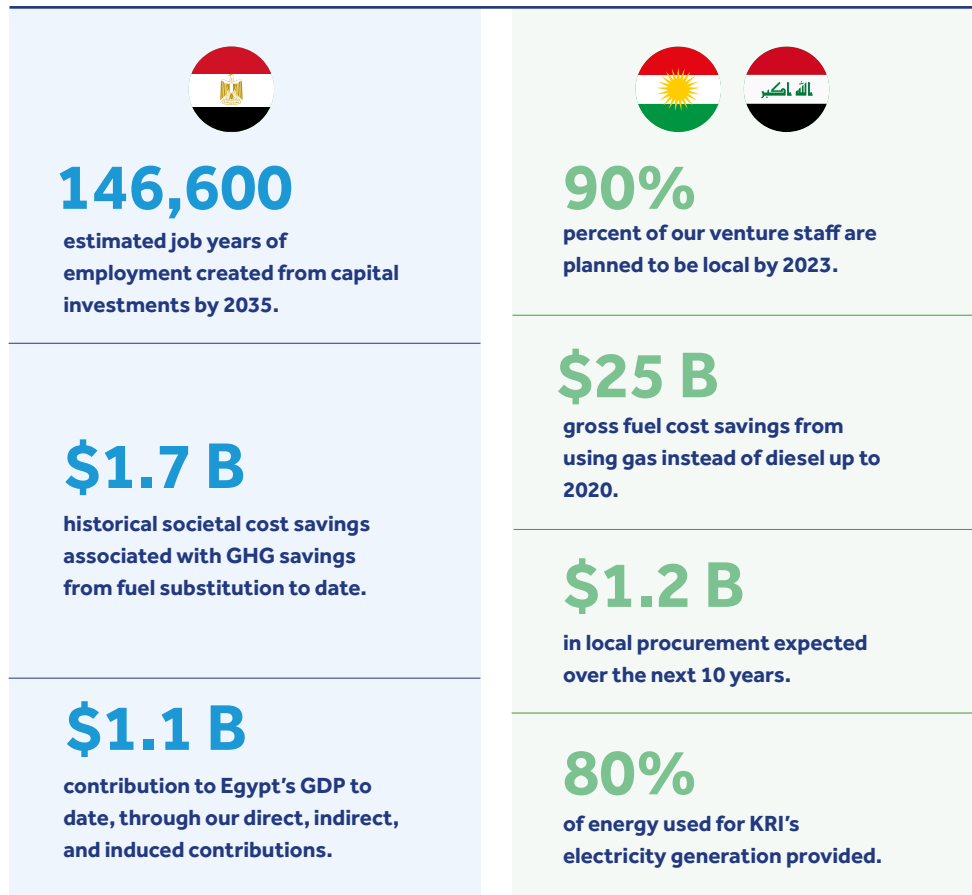 146,600
estimated job years of
employment created from capital
investments by 2035.
$1.7 B
historical societal cost savings
associated with GHG savings
from fuel substitution to date.
$1.1 B
contribution to Egypt’s GDP to
date, through our direct, indirect,
and induced contributions.
الله اكبر
90%
percent of our venture staff are
planned to be local by 2023.
$25 B
gross fuel cost savings from
using gas instead of diesel up to
2020.
$1.2 B
in local procurement expected
over the next 10 years.
80%
of energy used for KRI’s
electricity generation provided.